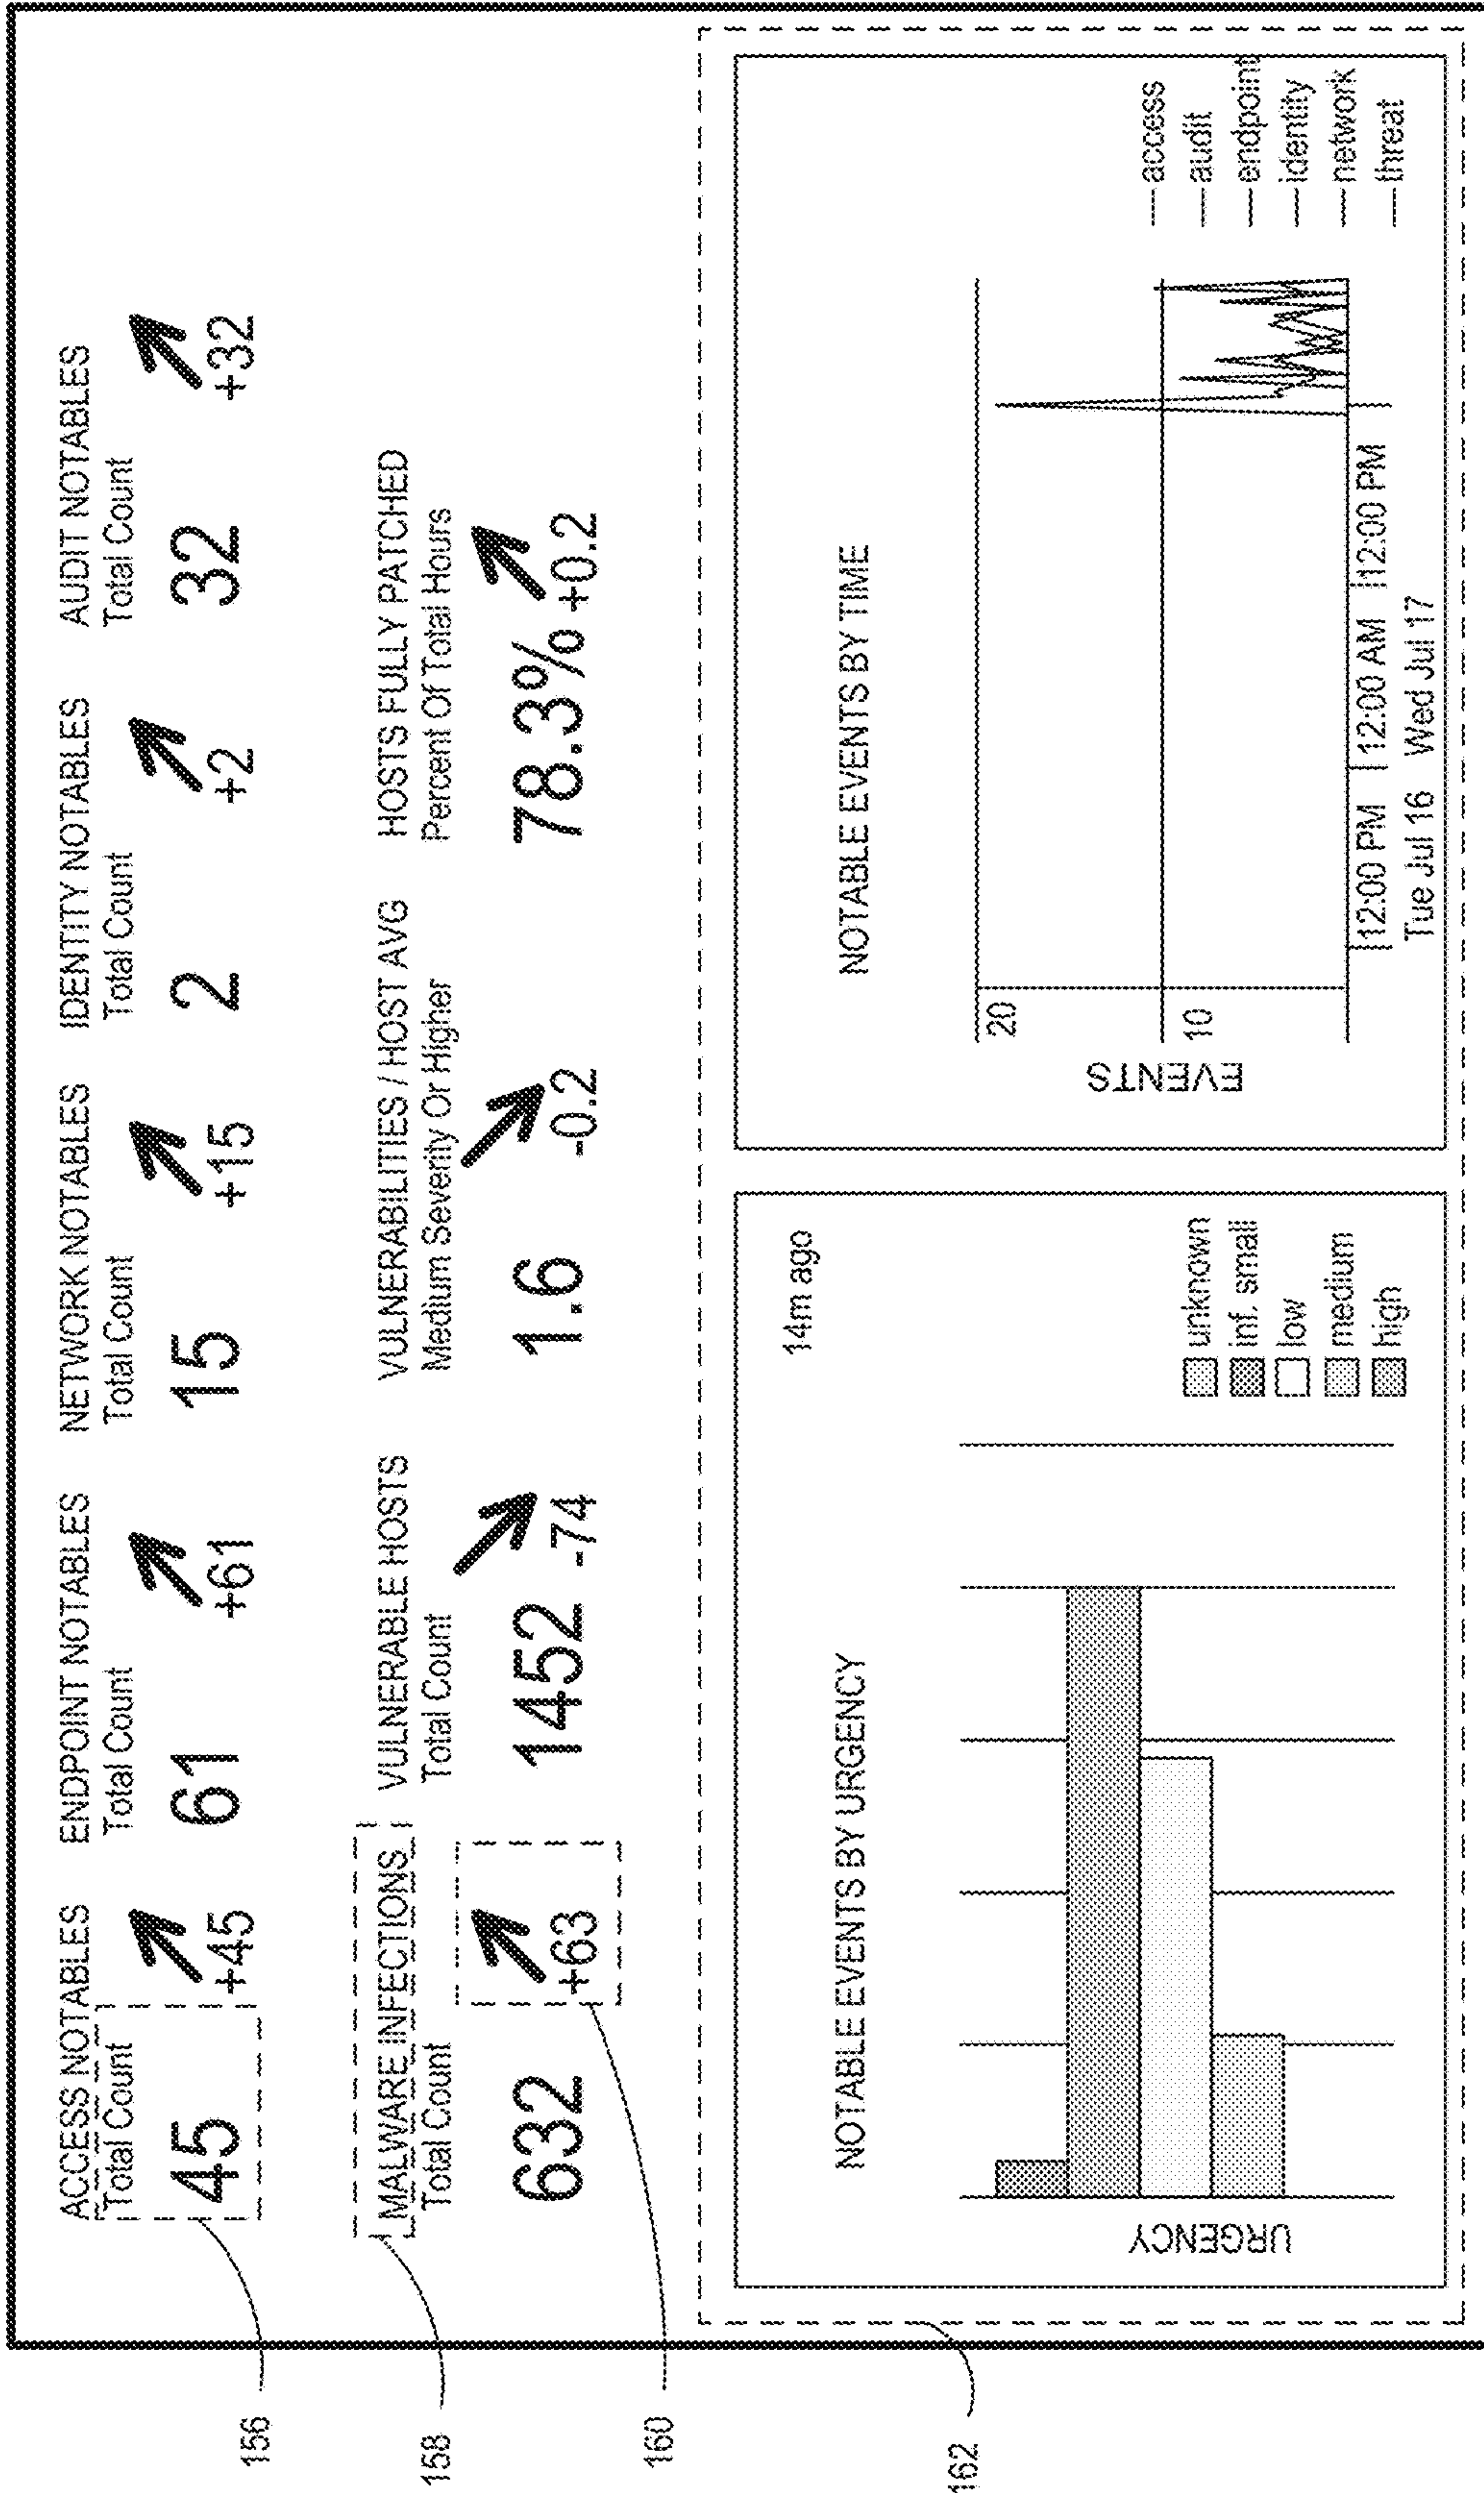 ACCESS NOTABLES
Total Count
45
+45
ENDPOINT NOTABLES
Total Count
61
+61
NETWORK NOTABLES
Total Count
15
+15
IDENTITY NOTABLES
Total Count
2
+2
AUDIT NOTABLES
Total Count
32
+32
MALWARE INFECTIONS
Total Count
632
+63
VULNERABLE HOSTS
Total Count
1452
-74
VULNERABILITIES / HOST AVG
Medium Severity Or Higher
1.6
-0.2
HOSTS FULLY PATCHED
Percent Of Total Hours
78.3%
+0.2
156
158
160
162
NOTABLE EVENTS BY URGENCY
14m ago
URGENCY
unknown
inf. small
low
medium
high
NOTABLE EVENTS BY TIME
EVENTS
20
10
12:00 PM
12:00 AM
12:00 PM
Tue Jul 16
Wed Jul 17
access
audit
endpoint
identity
network
threat